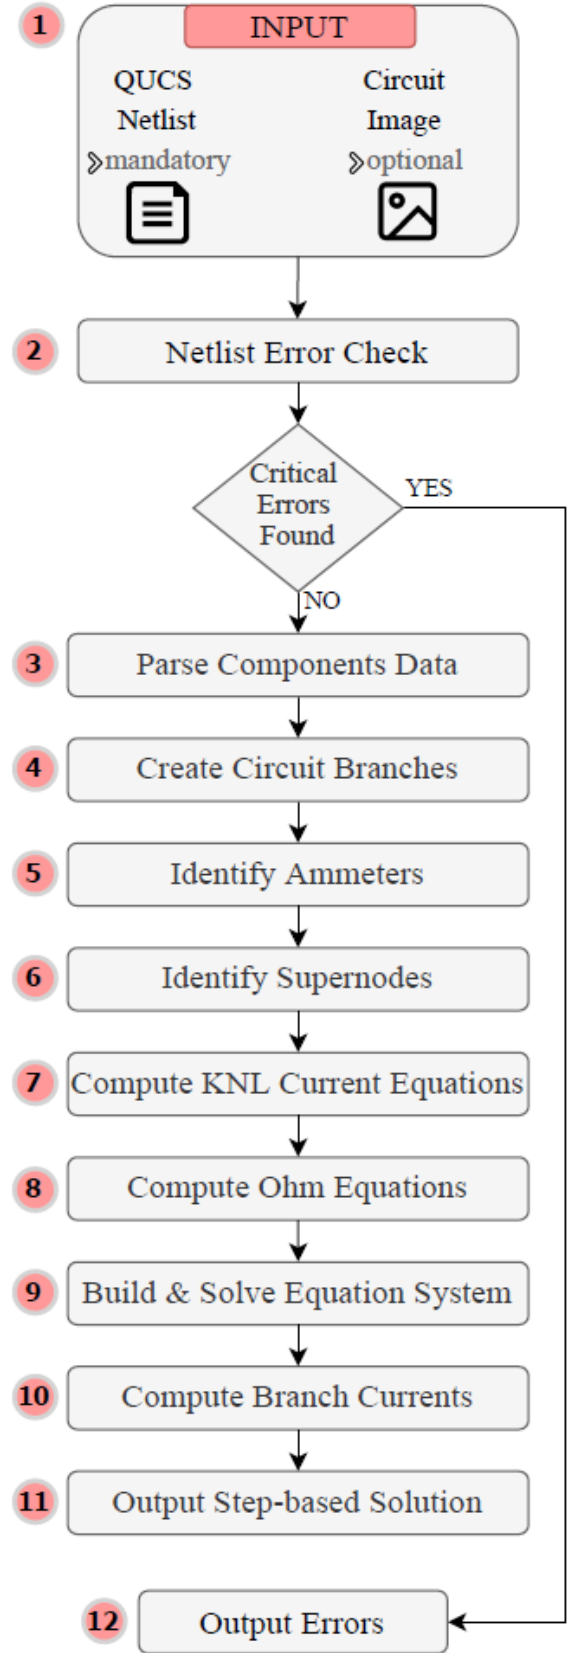 1
INPUT
QUCS
Netlist
mandatory
Circuit
Image
optional
2
Netlist Error Check
Critical
Errors
Found
YES
NO
3
Parse Components Data
4
Create Circuit Branches
5
Identify Ammeters
6
Identify Supernodes
7
Compute KNL Current Equations
8
Compute Ohm Equations
9
Build & Solve Equation System
10
Compute Branch Currents
11
Output Step-based Solution
12
Output Errors